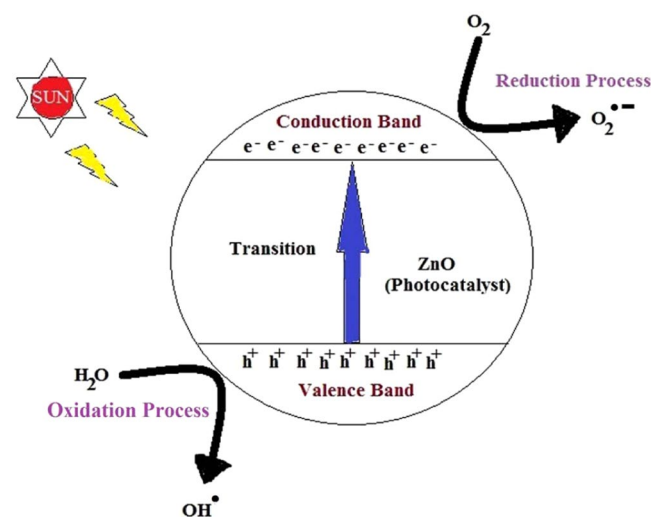 O₂
Reduction Process
O₂•−
SUN
Conduction Band
e⁻ e⁻ e⁻ e⁻ e⁻ e⁻ e⁻ e⁻ e⁻
Transition
ZnO
(Photocatalyst)
h⁺ h⁺ h⁺ h⁺ h⁺ h⁺ h⁺ h⁺ h⁺
Valence Band
H₂O
Oxidation Process
OH•